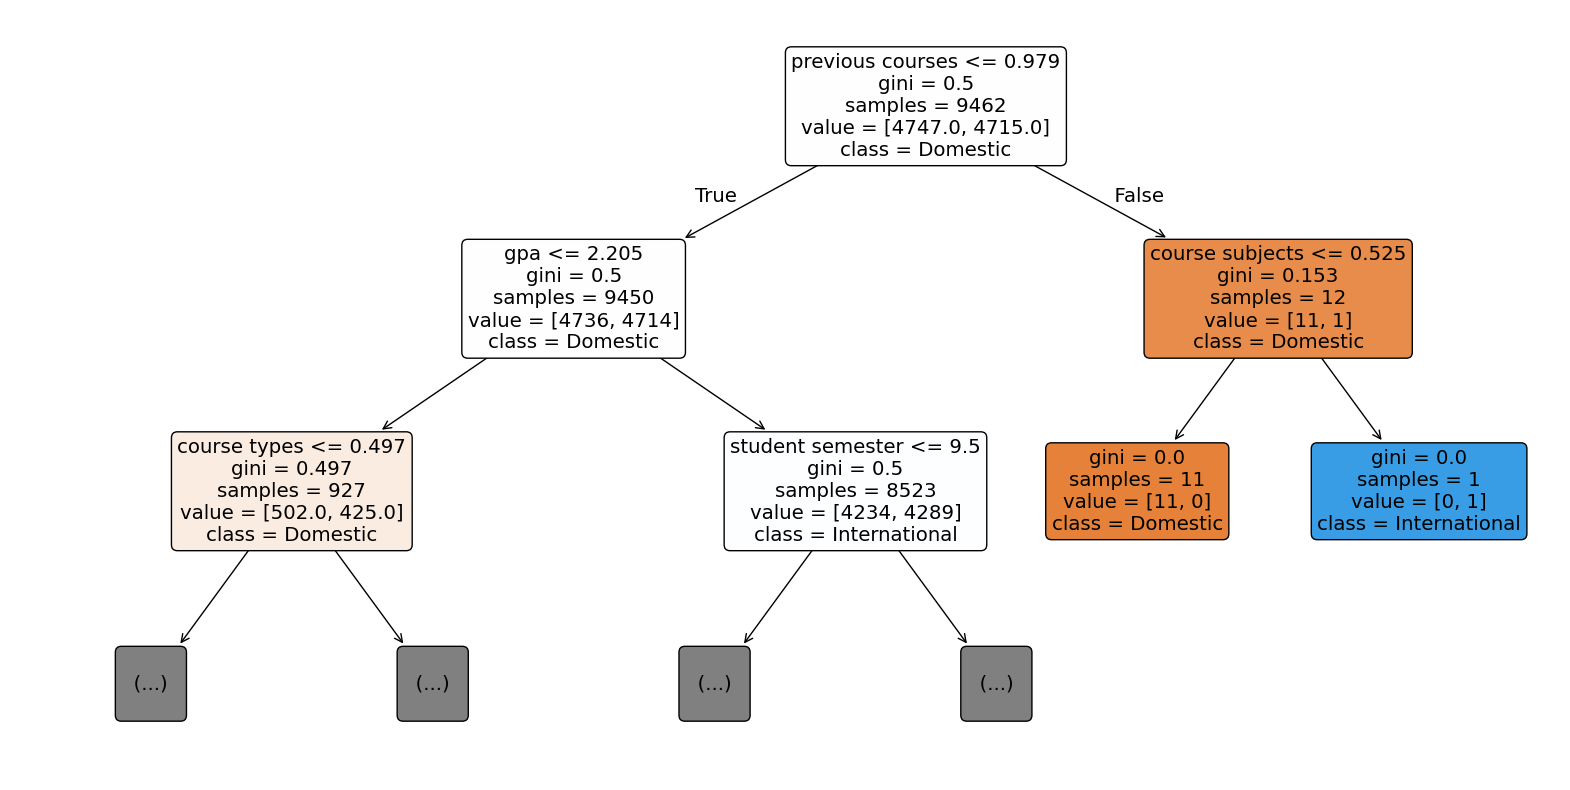 previous courses <= 0.979
gini = 0.5
samples = 9462
value = [4747.0, 4715.0]
class = Domestic
True
False
gpa <= 2.205
gini = 0.5
samples = 9450
value = [4736, 4714]
class = Domestic
course subjects <= 0.525
gini = 0.153
samples = 12
value = [11, 1]
class = Domestic
course types <= 0.497
gini = 0.497
samples = 927
value = [502.0, 425.0]
class = Domestic
student semester <= 9.5
gini = 0.5
samples = 8523
value = [4234, 4289]
class = International
gini = 0.0
samples = 11
value = [11, 0]
class = Domestic
gini = 0.0
samples = 1
value = [0, 1]
class = International
(...)
(...)
(...)
(...)